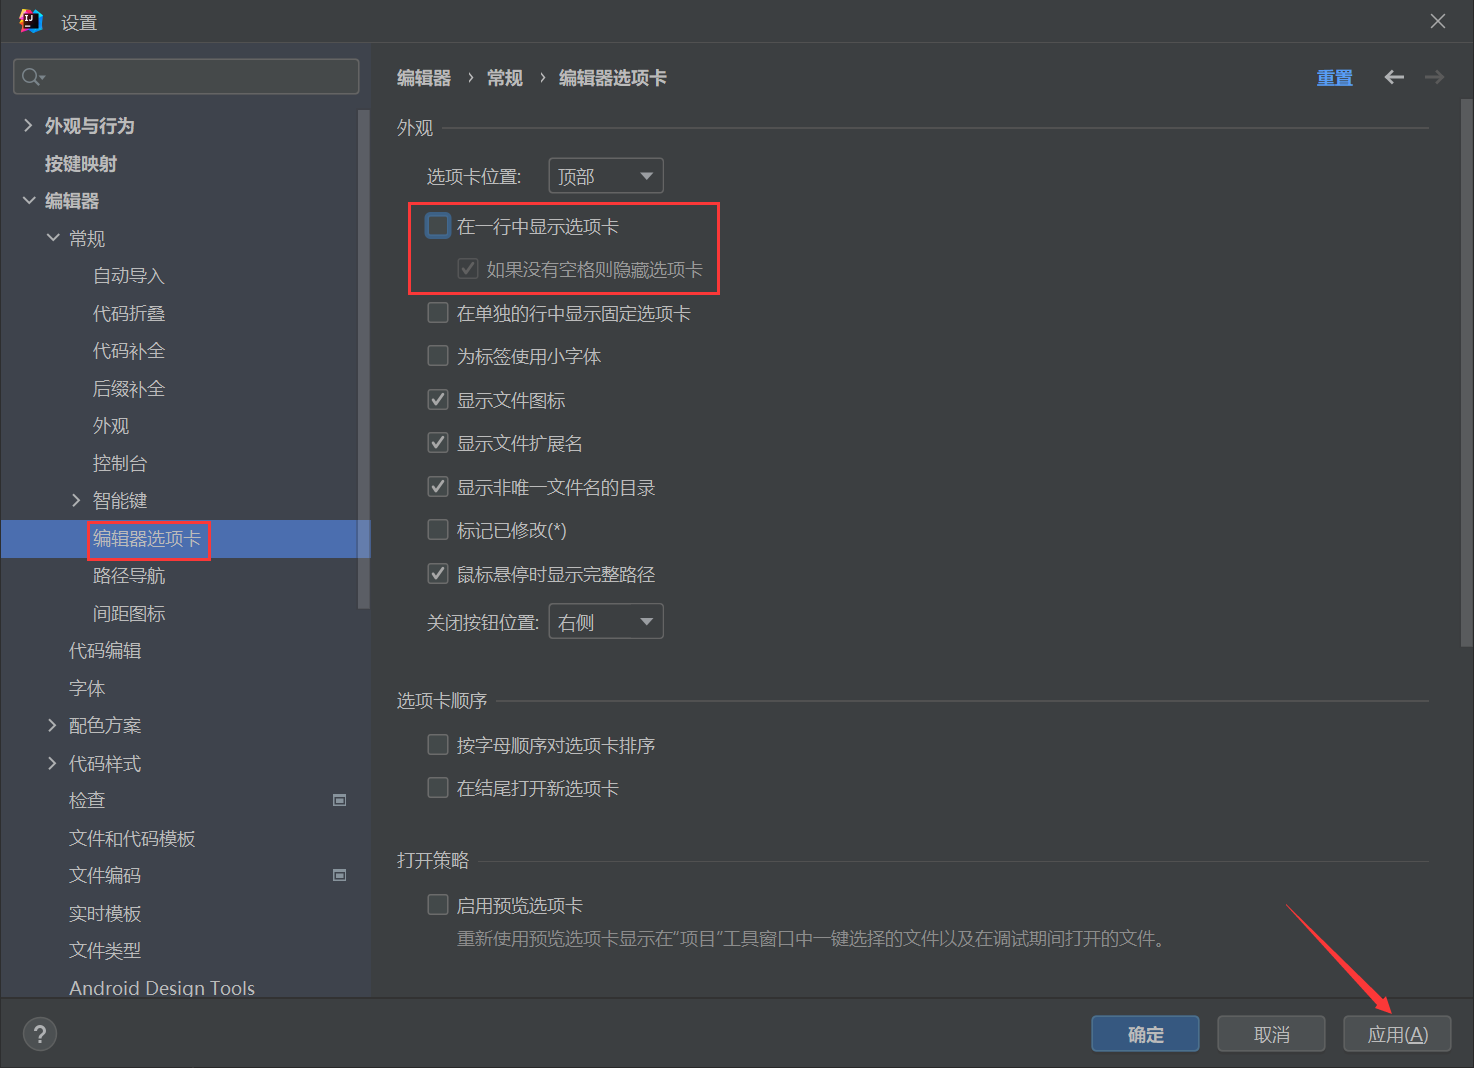 设置
外观与行为
按键映射
编辑器
常规
自动导入
代码折叠
代码补全
后缀补全
外观
控制台
智能键
编辑器选项卡
路径导航
间距图标
代码编辑
字体
配色方案
代码样式
检查
文件和代码模板
文件编码
实时模板
文件类型
Android Design Tools
编辑器 › 常规 › 编辑器选项卡
重置
外观
选项卡位置: 顶部
在一行中显示选项卡
如果没有空格则隐藏选项卡
在单独的行中显示固定选项卡
为标签使用小字体
显示文件图标
显示文件扩展名
显示非唯一文件名的目录
标记已修改(*)
鼠标悬停时显示完整路径
关闭按钮位置: 右侧
选项卡顺序
按字母顺序对选项卡排序
在结尾打开新选项卡
打开策略
启用预览选项卡
重新使用预览选项卡显示在“项目”工具窗口中一键选择的文件以及在调试期间打开的文件。
?
确定 取消 应用(A)